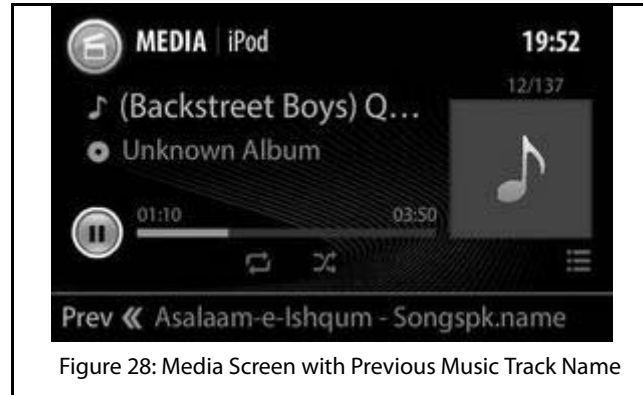 MEDIA | iPod 19:52
12/137
(Backstreet Boys) Q...
Unknown Album
01:10 03:50
Prev « Asalaam-e-Ishqum - Songspk.name
Figure 28: Media Screen with Previous Music Track Name